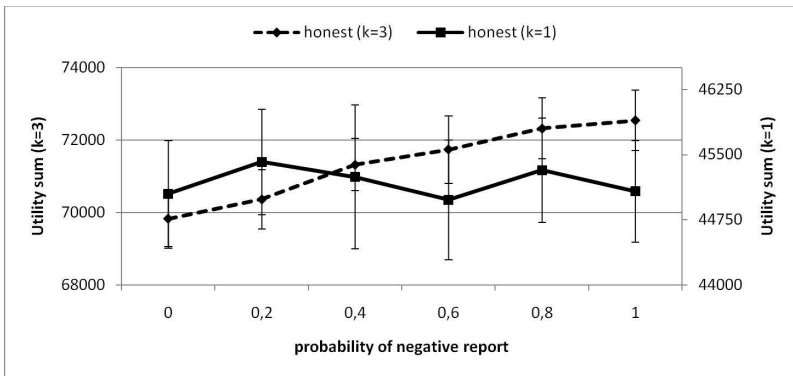 honest (k=3) honest (k=1)
74000
72000
70000
68000
Utility sum (k=3)
46250
45500
44750
44000
Utility sum (k=1)
0 0,2 0,4 0,6 0,8 1
probability of negative report